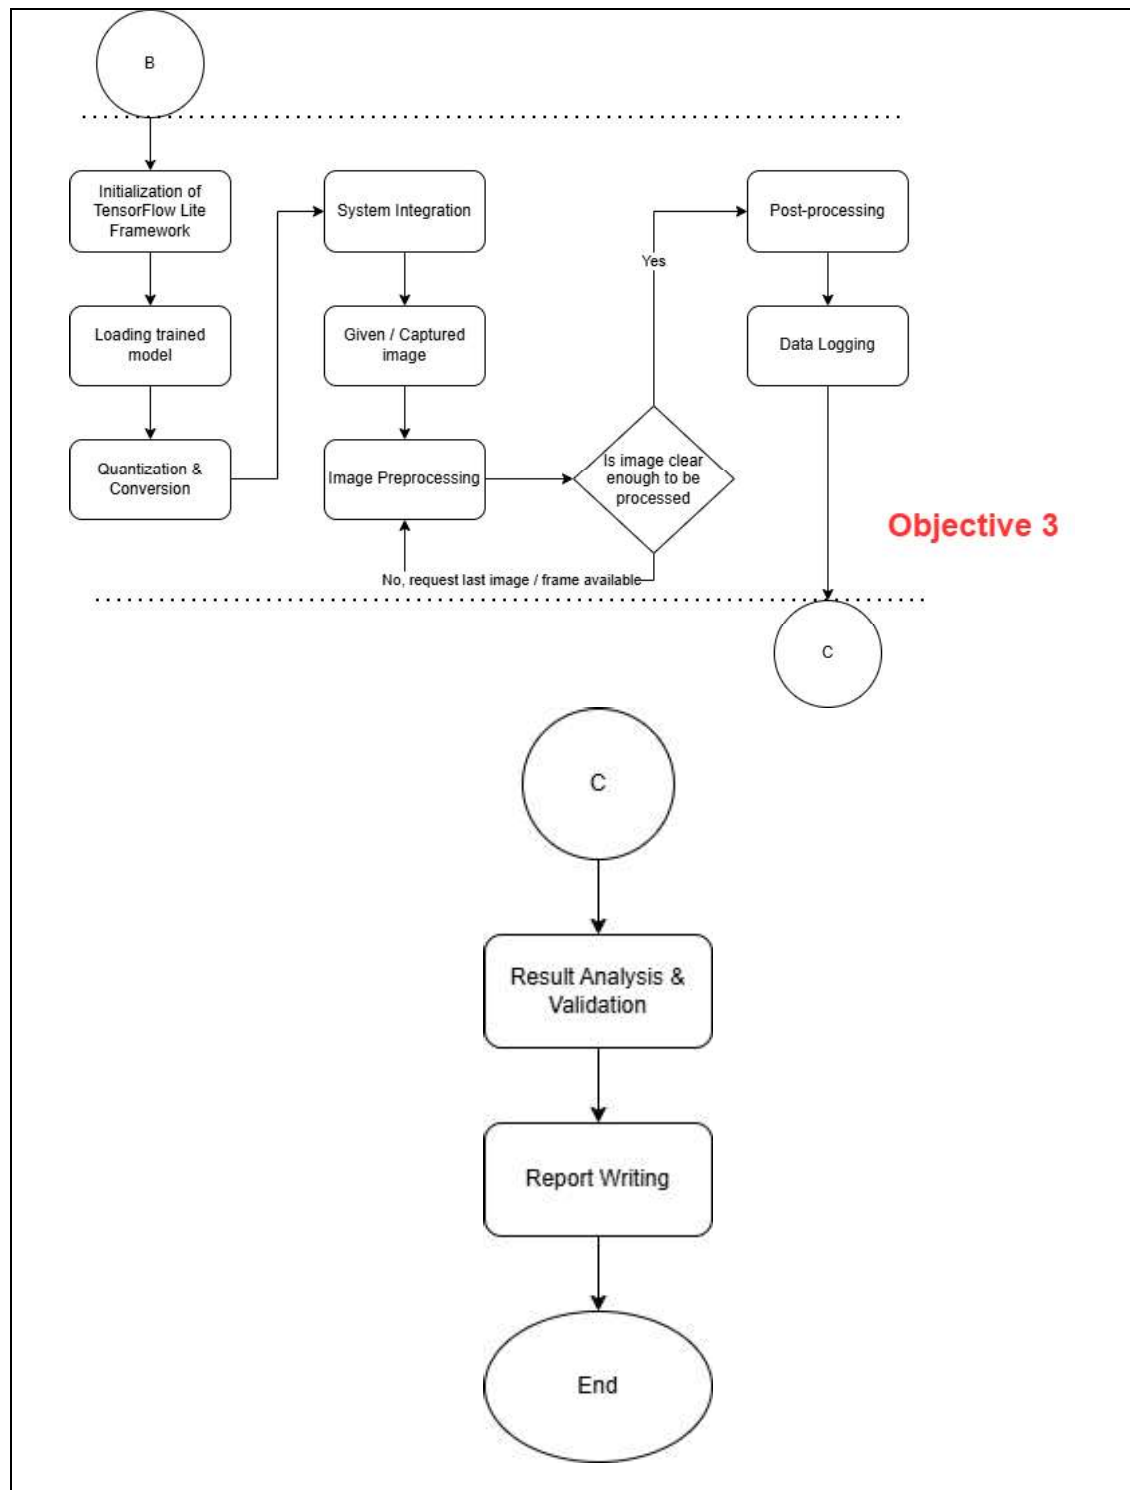 B
Initialization of
TensorFlow Lite
Framework
Loading trained
model
Quantization &
Conversion
System Integration
Given / Captured
image
Image Preprocessing
Is image clear
enough to be
processed
Yes
No, request last image / frame available
Post-processing
Data Logging
Objective 3
C
C
Result Analysis &
Validation
Report Writing
End